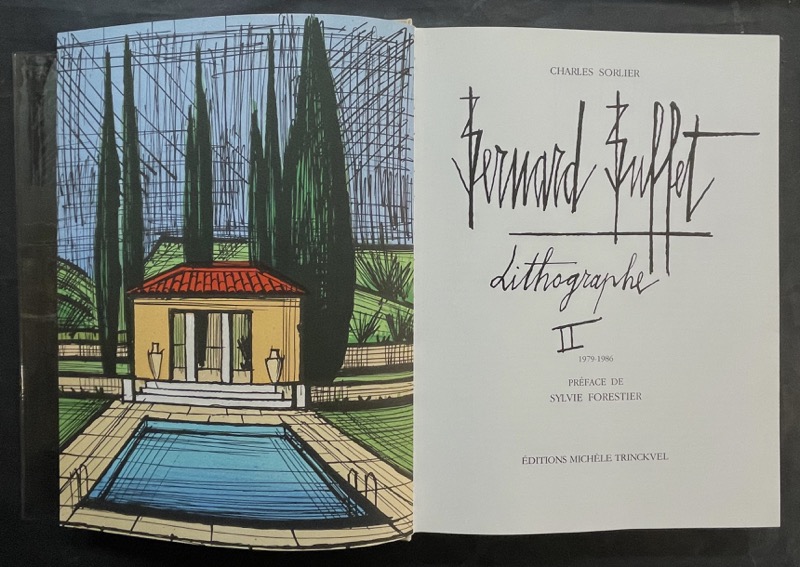 CHARLES SORLIER
Bernard Buffet
Lithographe
II
1979-1986
PRÉFACE DE
SYLVIE FORESTIER
ÉDITIONS MICHÈLE TRINCKVEL